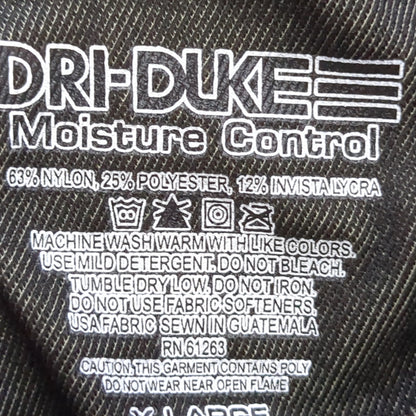 DRI-DUKE
Moisture Control
63% NYLON, 25% POLYESTER, 12% INVISTA LYCRA
MACHINE WASH WARM WITH LIKE COLORS.
USE MILD DETERGENT. DO NOT BLEACH.
TUMBLE DRY LOW. DO NOT IRON.
DO NOT USE FABRIC SOFTENERS.
USA FABRIC SEWN IN GUATEMALA
RN 61263
CAUTION, THIS GARMENT CONTAINS POLY
DO NOT WEAR NEAR OPEN FLAME
X-LARGE